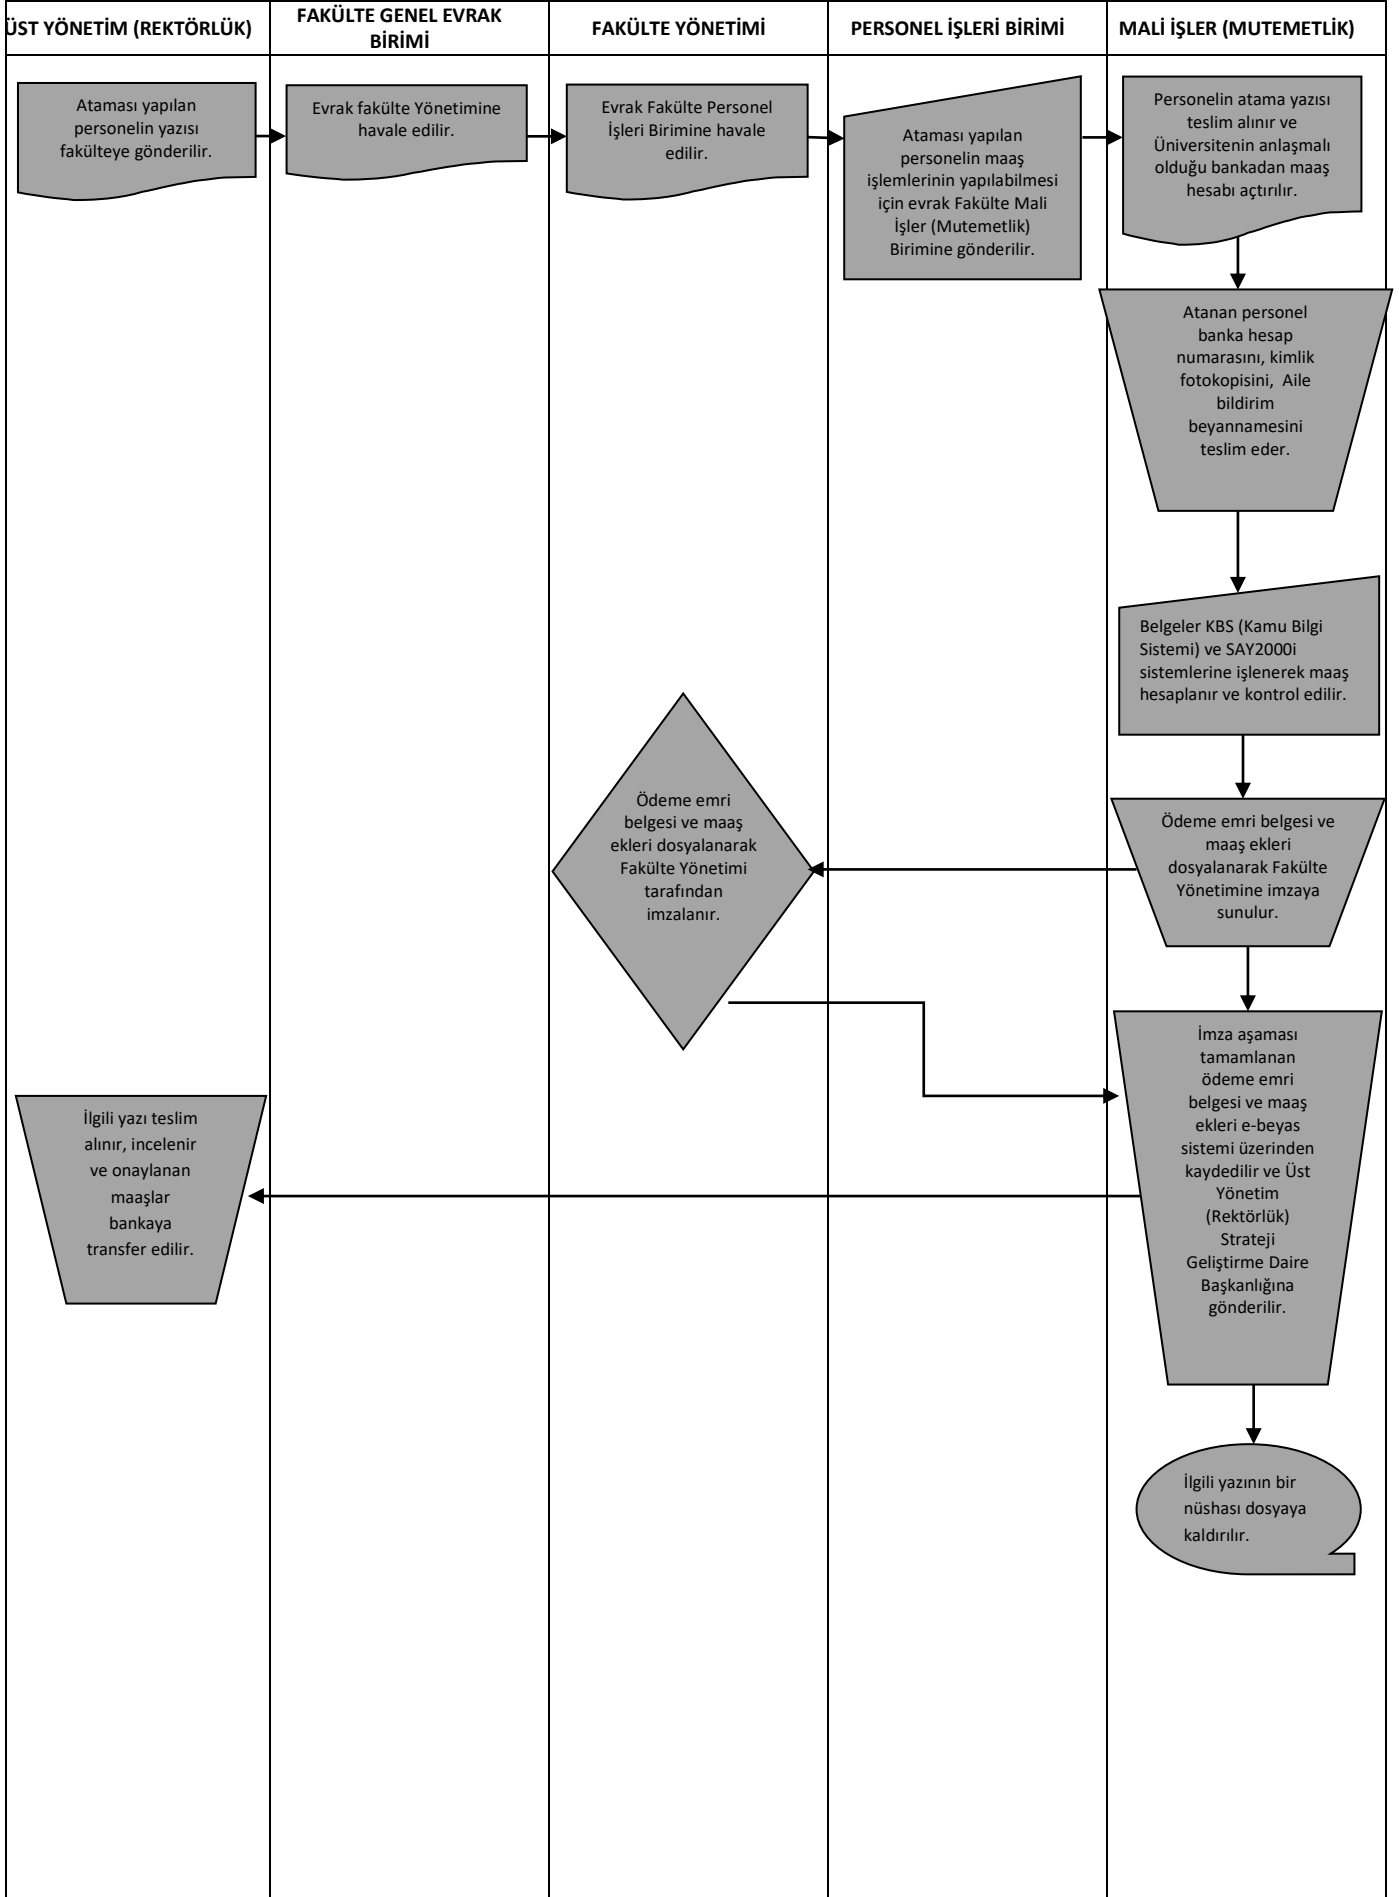 ÜST YÖNETİM (REKTÖRLÜK)
FAKÜLTE GENEL EVRAK
BİRİMİ
FAKÜLTE YÖNETİMİ
PERSONEL İŞLERİ BİRİMİ
MALİ İŞLER (MUTEMETLİK)
Ataması yapılan
personelin yazısı
fakülteye gönderilir.
Evrak fakülte Yönetimine
havale edilir.
Evrak Fakülte Personel
İşleri Birimine havale
edilir.
Ataması yapılan
personelin maaş
işlemlerinin yapılabilmesi
için evrak Fakülte Mali
İşler (Mutemetlik)
Birimine gönderilir.
Personelin atama yazısı
teslim alınır ve
Üniversitenin anlaşmalı
olduğu bankadan maaş
hesabı açtırılır.
Atanan personel
banka hesap
numarasını, kimlik
fotokopisini, Aile
bildirim
beyannamesini
teslim eder.
Belgeler KBS (Kamu Bilgi
Sistemi) ve SAY2000i
sistemlerine işlenerek maaş
hesaplanır ve kontrol edilir.
Ödeme emri belgesi ve
maaş ekleri
dosyalanarak Fakülte
Yönetimine imzaya
sunulur.
Ödeme emri
belgesi ve maaş
ekleri dosyalanarak
Fakülte Yönetimi
tarafından
imzalanır.
İmza aşaması
tamamlanan
ödeme emri
belgesi ve maaş
ekleri e-beyas
sistemi üzerinden
kaydedilir ve Üst
Yönetim
(Rektörlük)
Strateji
Geliştirme Daire
Başkanlığına
gönderilir.
İlgili yazı teslim
alınır, incelenir
ve onaylanan
maaşlar
bankaya
transfer edilir.
İlgili yazının bir
nüshası dosyaya
kaldırılır.